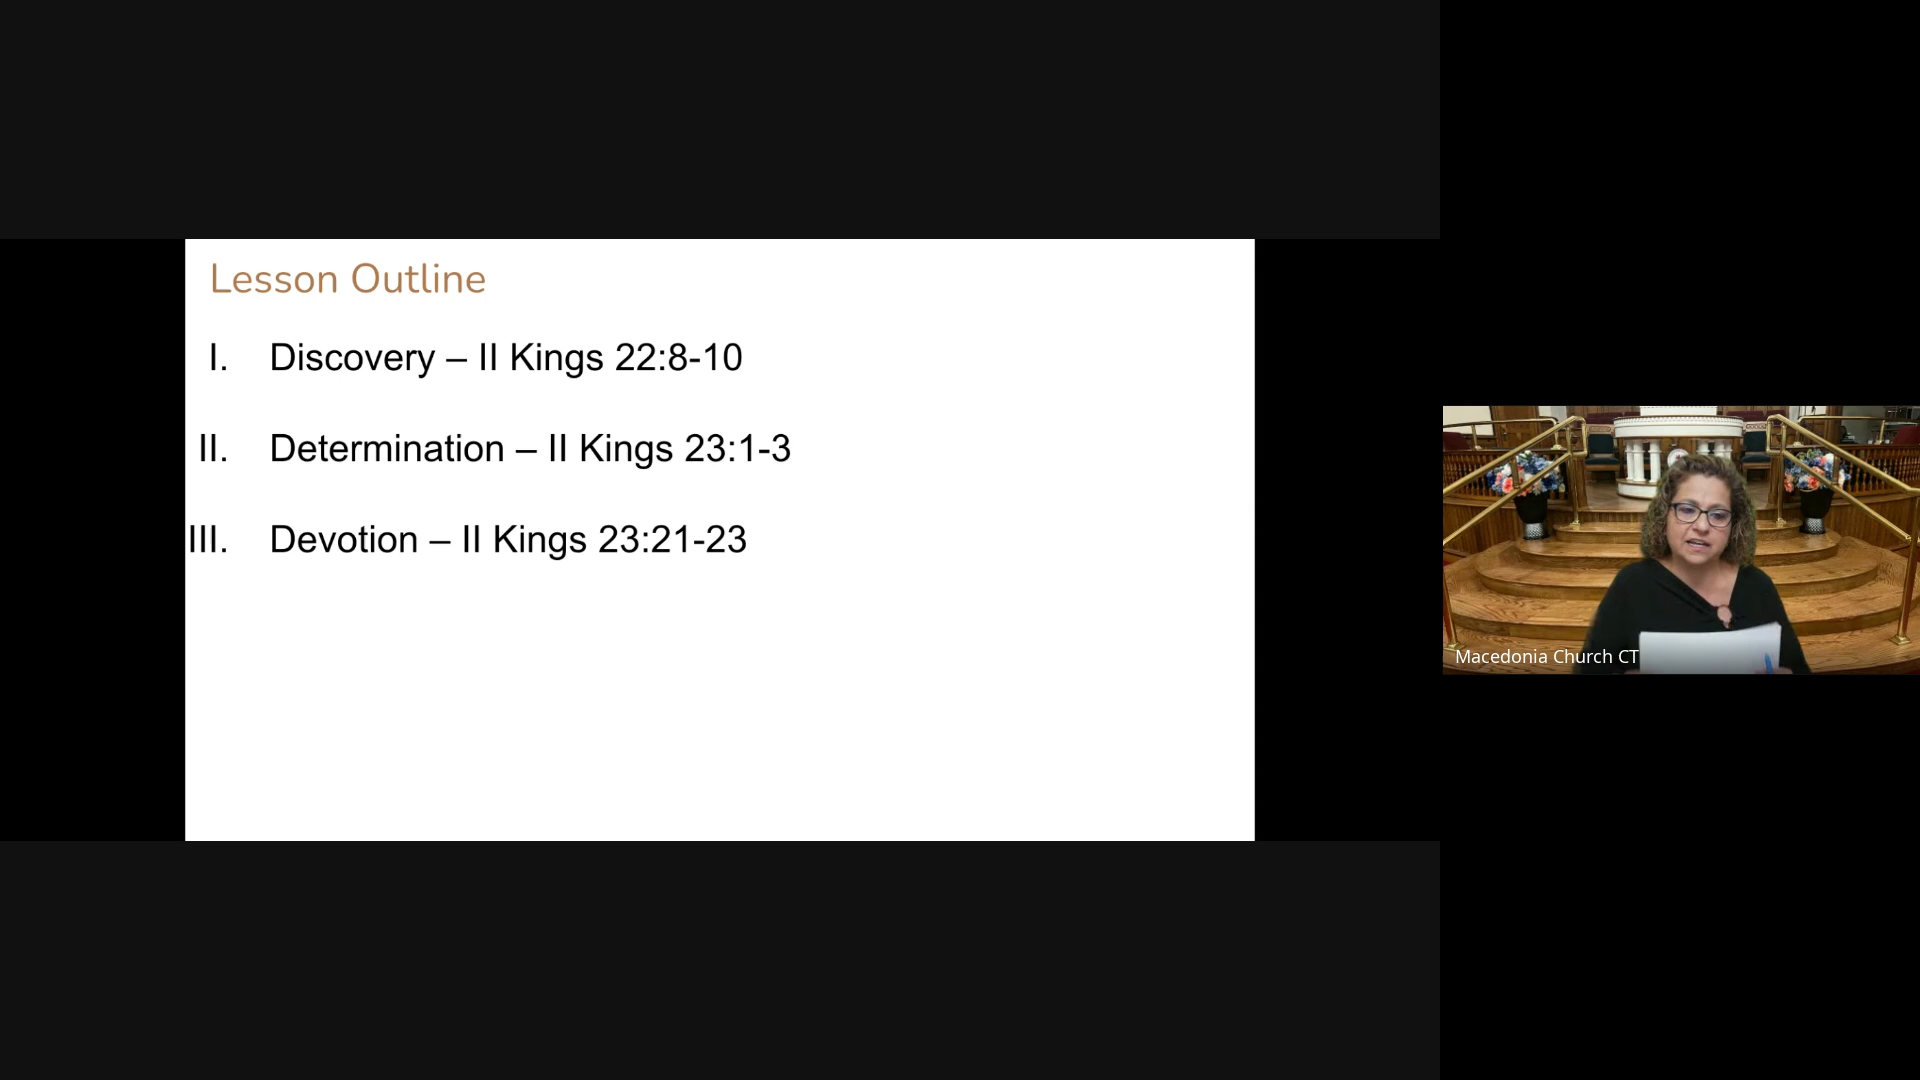 Lesson Outline
I. Discovery – II Kings 22:8-10
II. Determination – II Kings 23:1-3
III. Devotion – II Kings 23:21-23
Macedonia Church CT